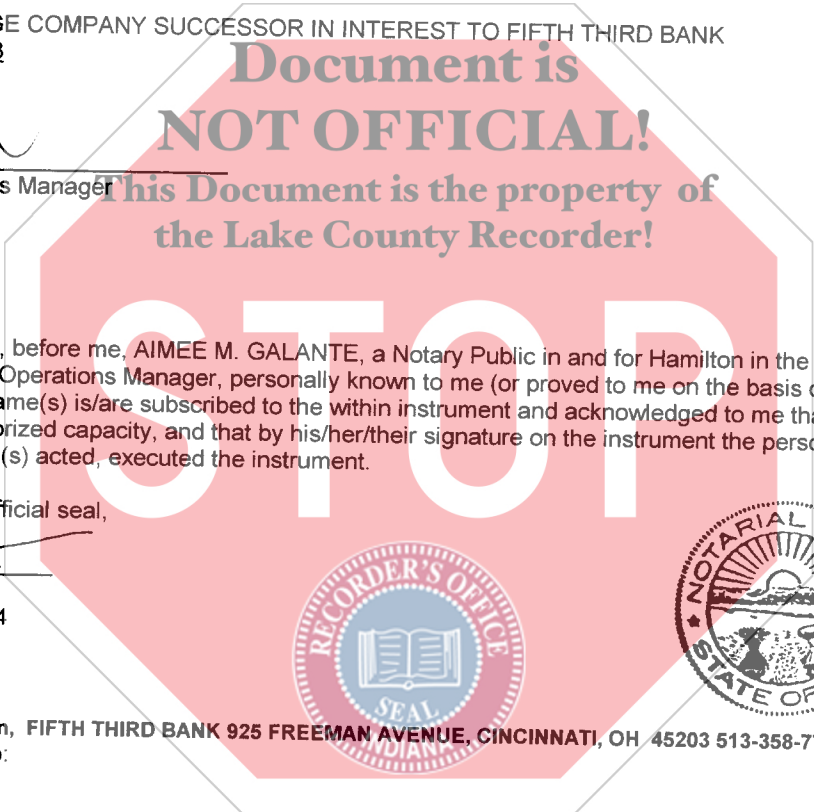 GE COMPANY SUCCESSOR IN INTEREST TO FIFTH THIRD BANK
Document is
NOT OFFICIAL!
s Manager
This Document is the property of
the Lake County Recorder!
STOP
, before me, AIMEE M. GALANTE, a Notary Public in and for Hamilton in the
Operations Manager, personally known to me (or proved to me on the basis o
ame(s) is/are subscribed to the within instrument and acknowledged to me tha
orized capacity, and that by his/her/their signature on the instrument the perso
(s) acted, executed the instrument.
fficial seal,
NOTARIAL
STATE OF
4
RECORDER'S OFFICE
SEAL
INDIANA
n, FIFTH THIRD BANK 925 FREEMAN AVENUE, CINCINNATI, OH 45203 513-358-7
o: